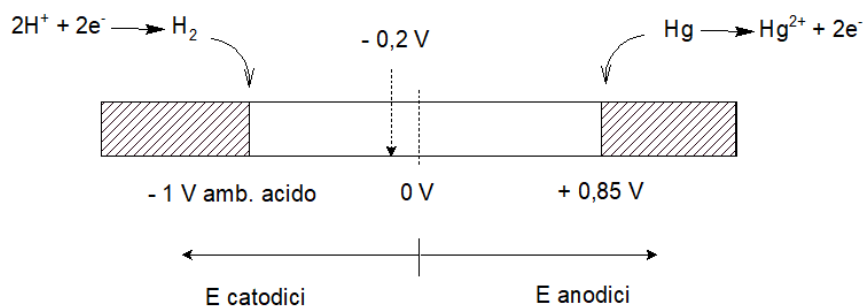 2H⁺ + 2e⁻ → H₂
- 0,2 V
Hg → Hg²⁺ + 2e⁻
- 1 V amb. acido
0 V
+ 0,85 V
E catodici
E anodici